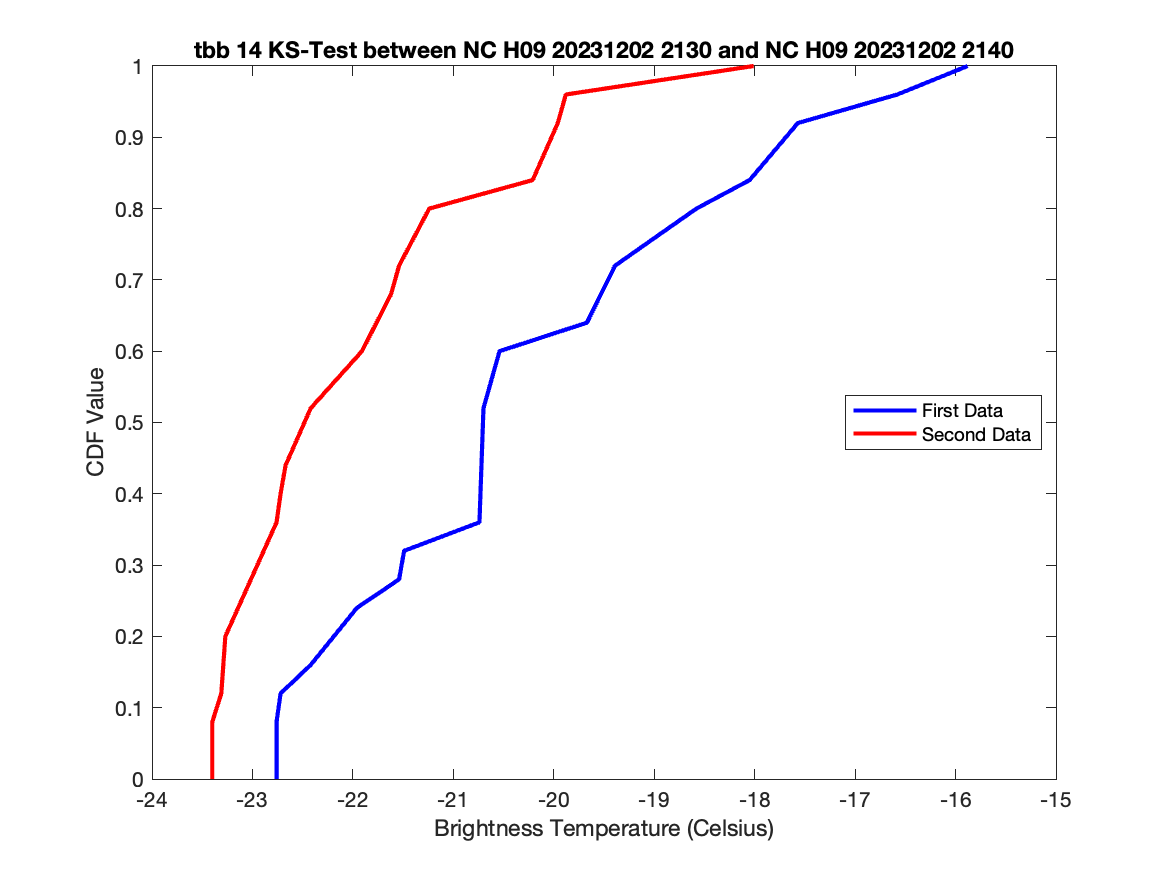 tbb 14 KS-Test between NC H09 20231202 2130 and NC H09 20231202 2140
1
0.9
0.8
0.7
0.6
0.5
0.4
0.3
0.2
0.1
0
CDF Value
First Data
Second Data
-24 -23 -22 -21 -20 -19 -18 -17 -16 -15
Brightness Temperature (Celsius)